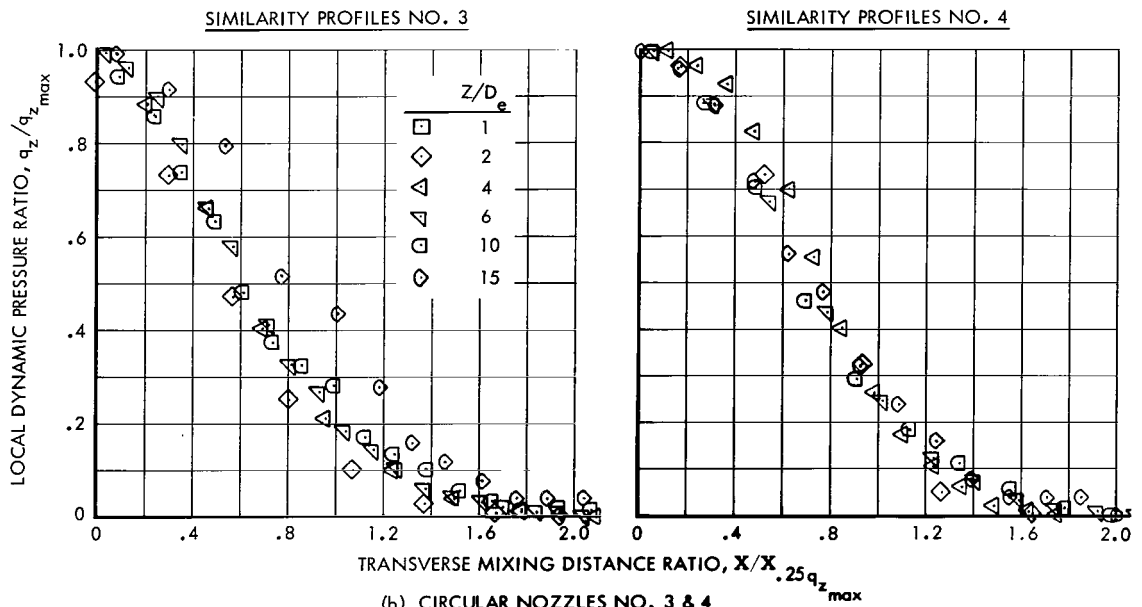 SIMILARITY PROFILES NO. 3
SIMILARITY PROFILES NO. 4
LOCAL DYNAMIC PRESSURE RATIO, q_z/q_z_max
1.0
.8
.6
.4
.2
0
Z/D_e
1
2
4
6
10
15
0 .4 .8 1.2 1.6 2.0
0 .4 .8 1.2 1.6 2.0
TRANSVERSE MIXING DISTANCE RATIO, X/X_.25q_z_max
(b) CIRCULAR NOZZLES NO. 3 & 4